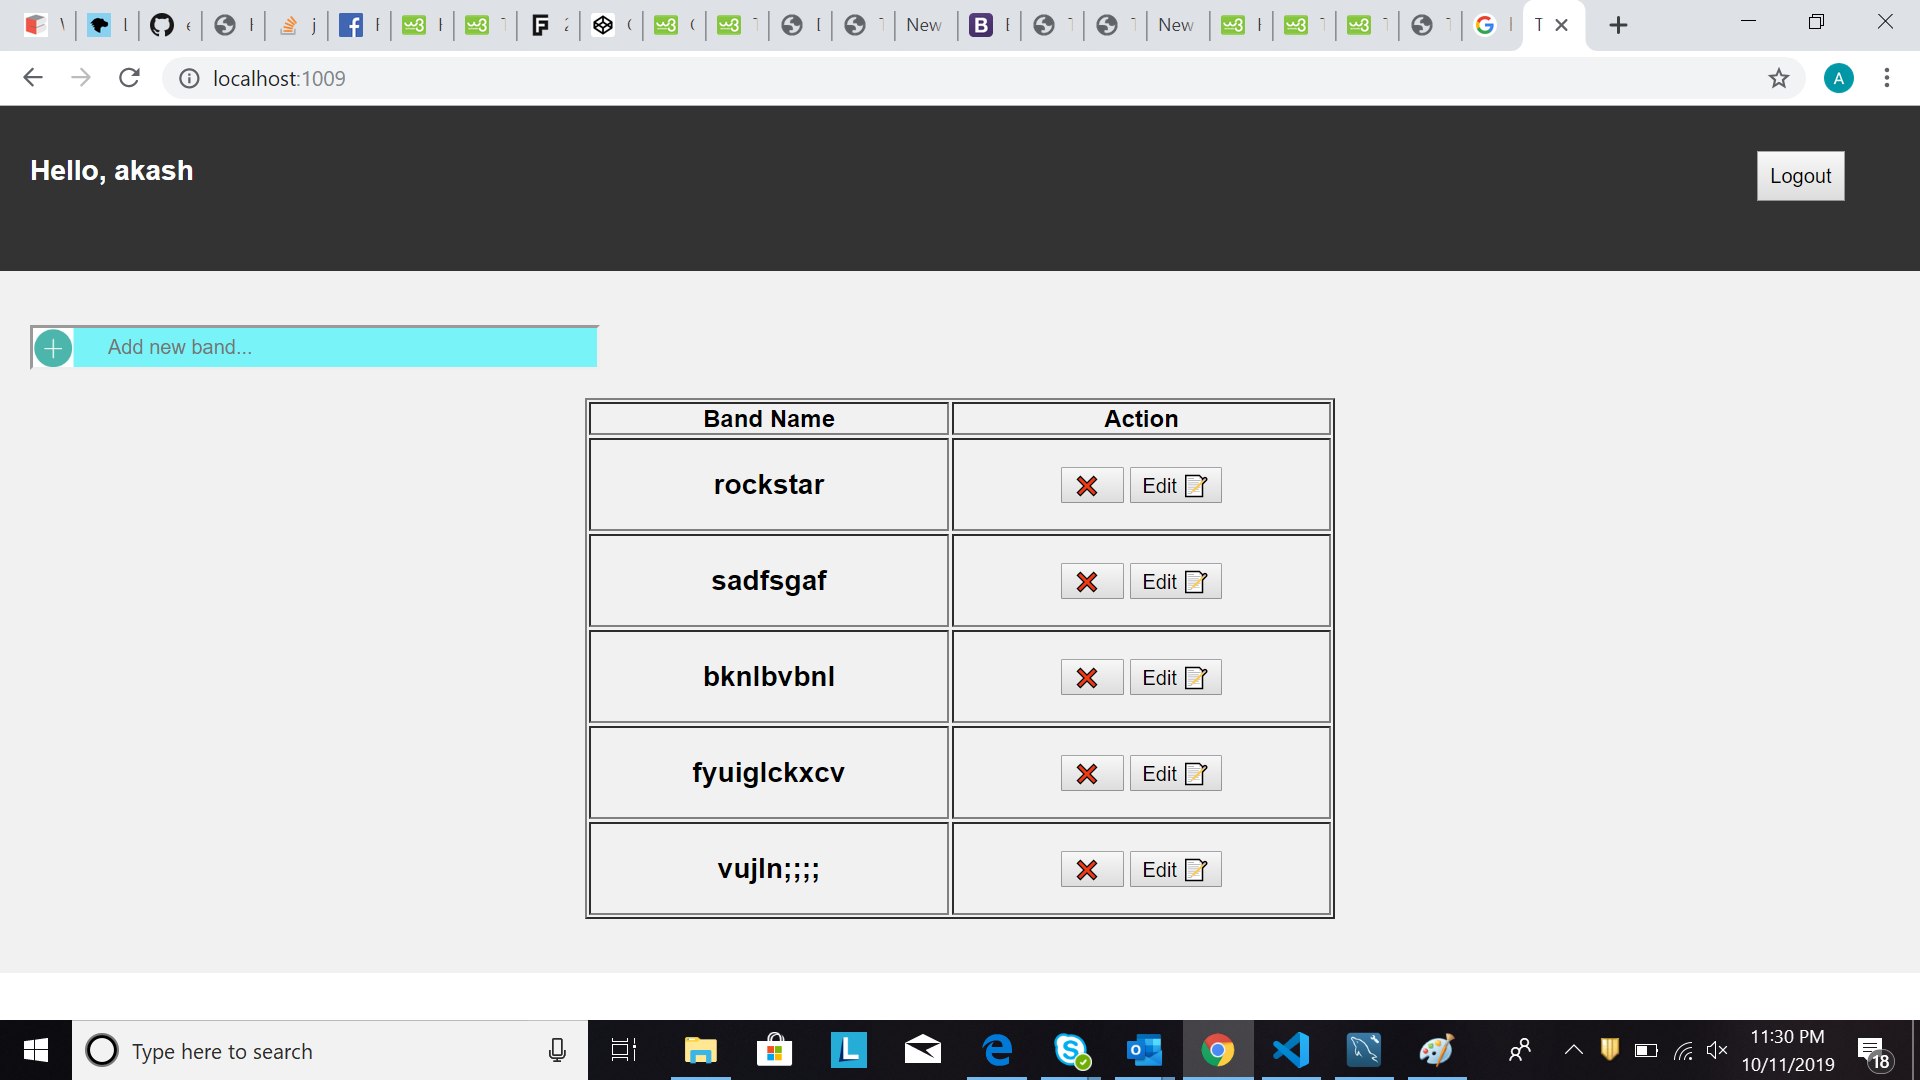 New
New
localhost:1009
A
Hello, akash
Logout
Add new band...
Band Name Action
rockstar Edit
sadfsgaf Edit
bknlbvbnl Edit
fyuiglckxcv Edit
vujln;;;; Edit
Type here to search
11:30 PM
10/11/2019
18